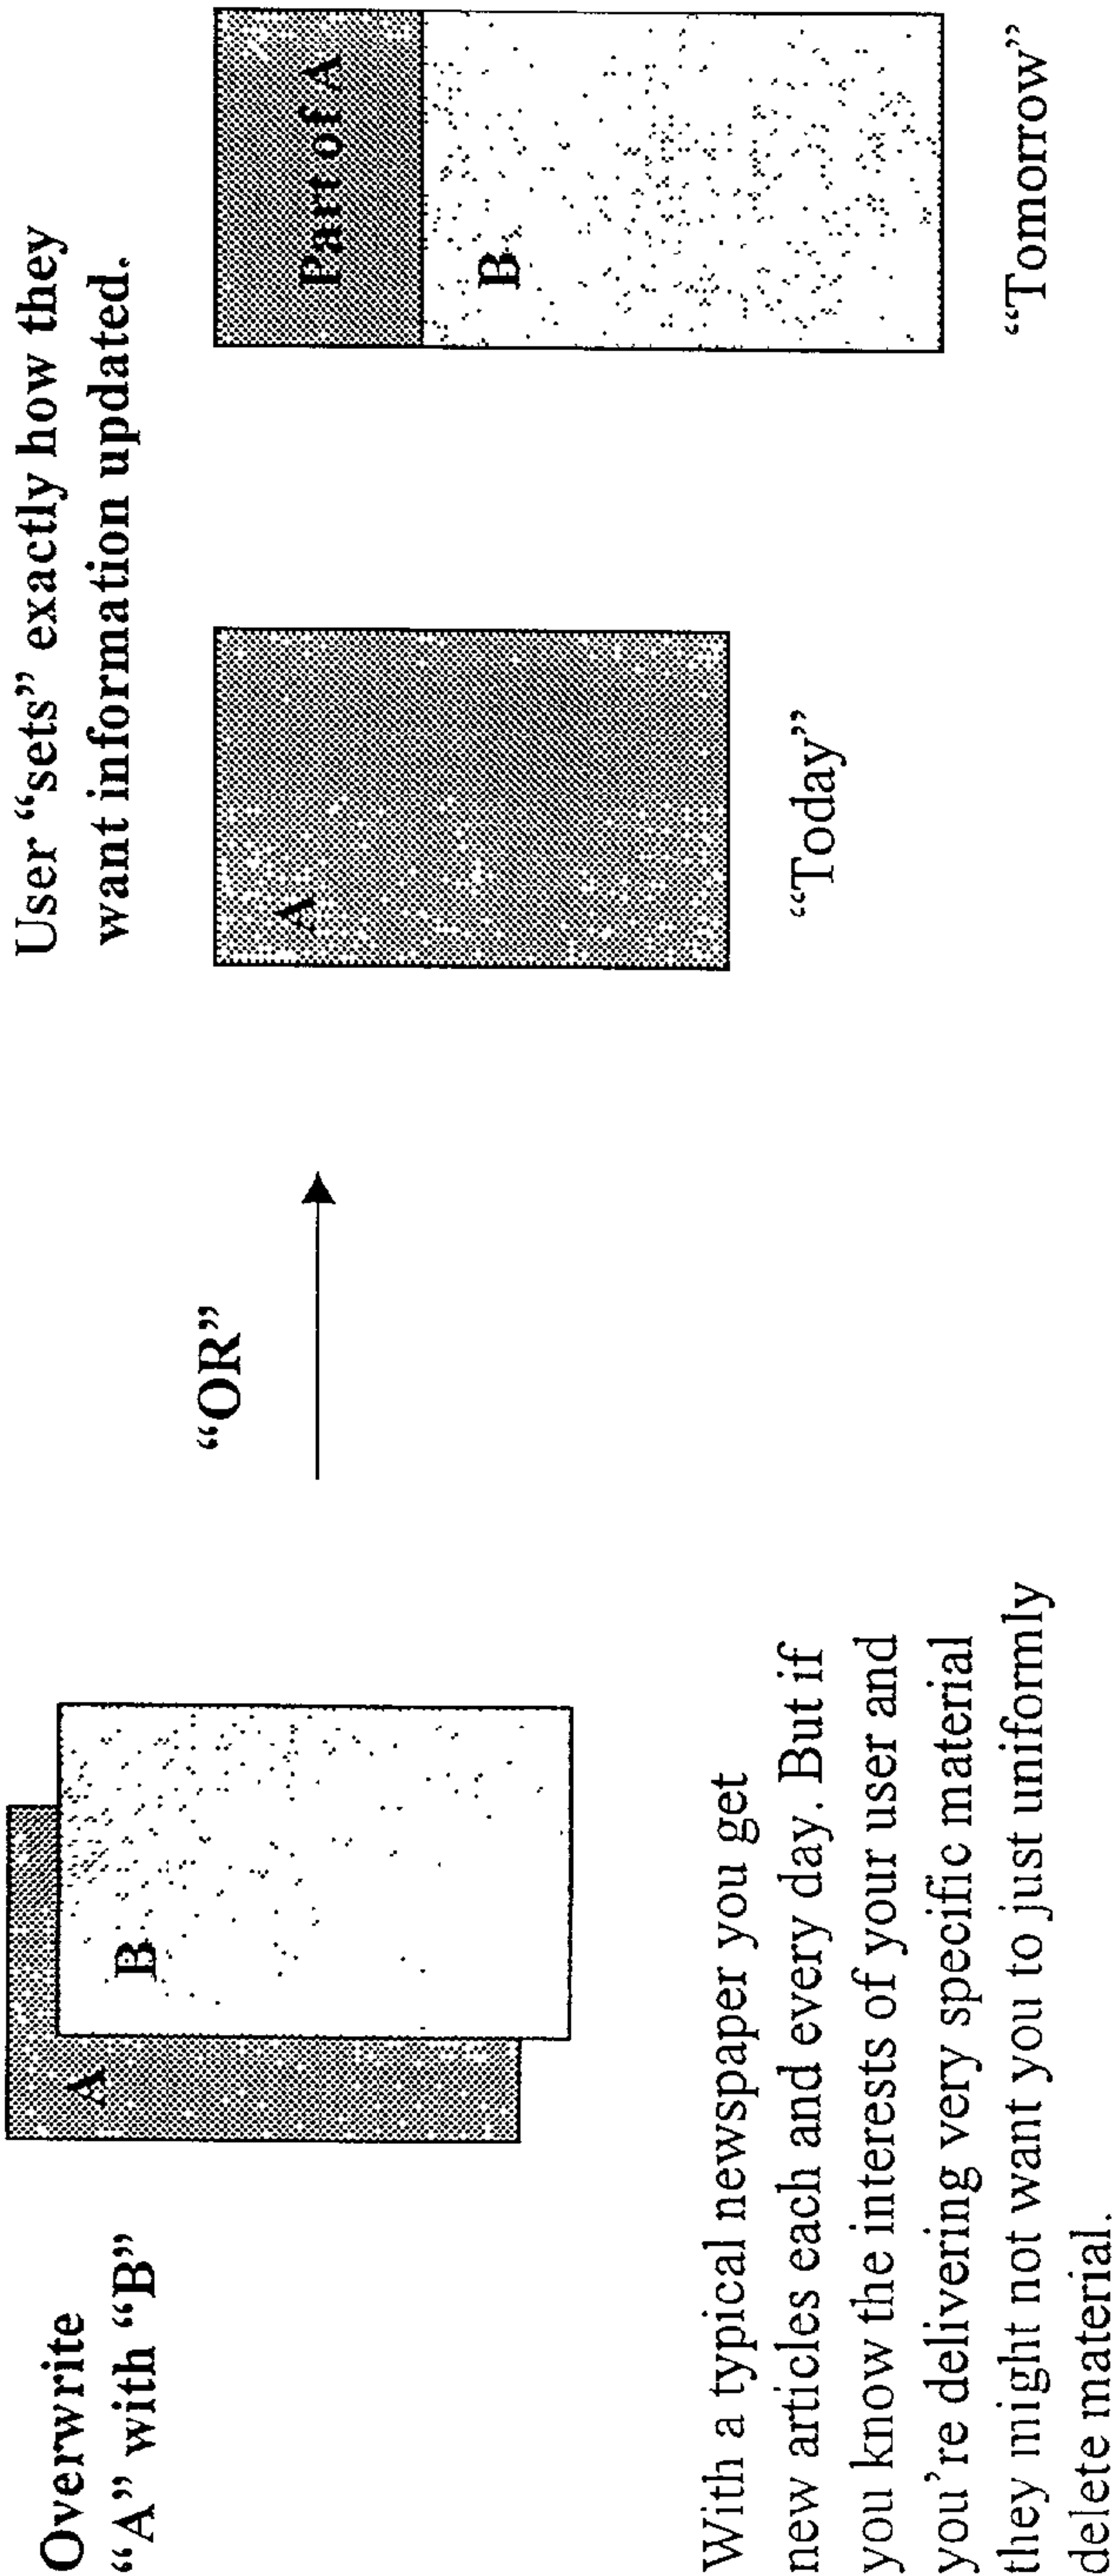 Overwrite
“A” with “B”
A
B
With a typical newspaper you get
new articles each and every day. But if
you know the interests of your user and
you’re delivering very specific material
they might not want you to just uniformly
delete material.
“OR”
User “sets” exactly how they
want information updated.
A
“Today”
Part of A
B
“Tomorrow”